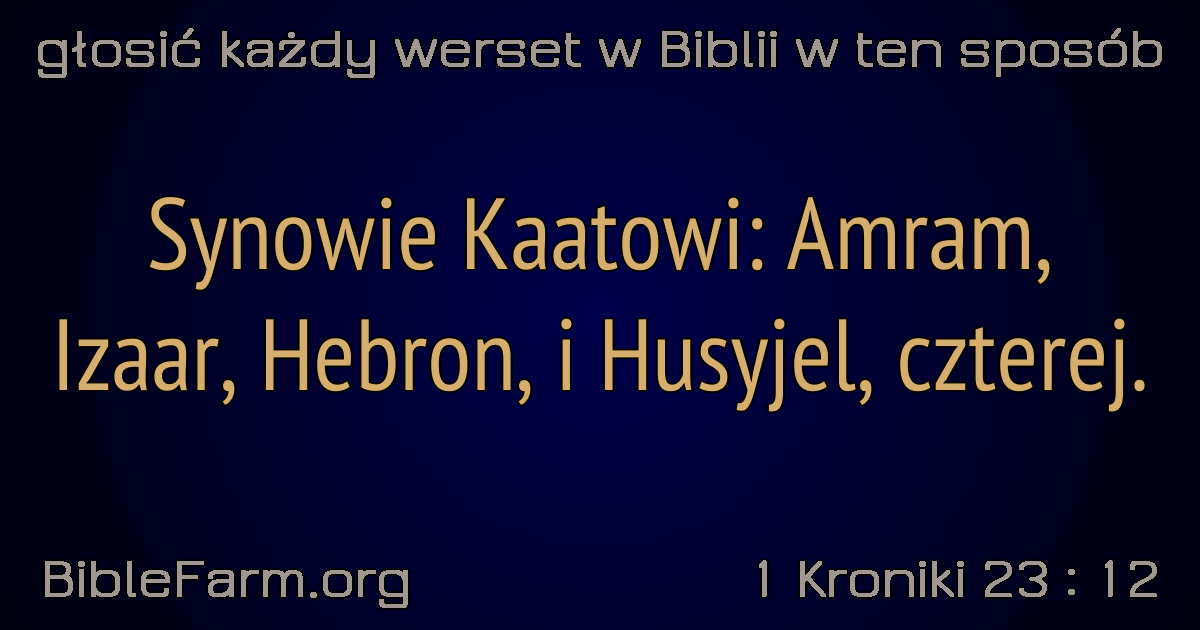 głosić każdy werset w Biblii w ten sposób
Synowie Kaatowi: Amram,
Izaar, Hebron, i Husyjel, czterej.
BibleFarm.org
1 Kroniki 23 : 12